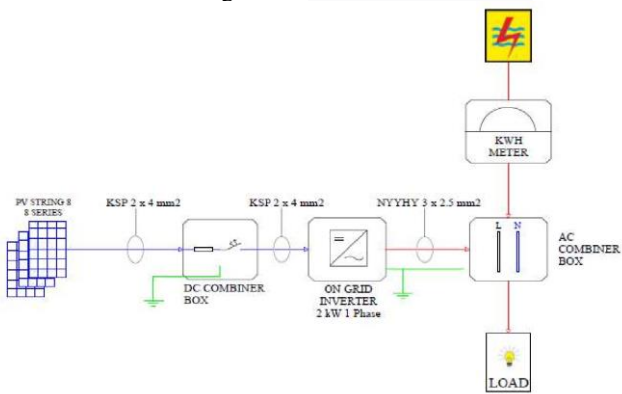 KWH
METER
PV STRING 8
8 SERIES
KSP 2 x 4 mm2
KSP 2 x 4 mm2
NYYHY 3 x 2.5 mm2
L N
AC
COMBINER
BOX
DC COMBINER
BOX
ON GRID
INVERTER
2 kW 1 Phase
LOAD